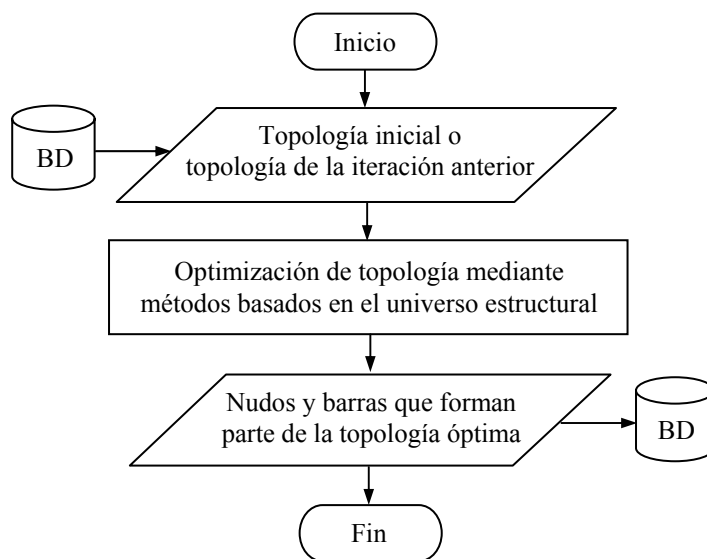 Inicio
BD
Topología inicial o
topología de la iteración anterior
Optimización de topología mediante
métodos basados en el universo estructural
Nudos y barras que forman
parte de la topología óptima
BD
Fin